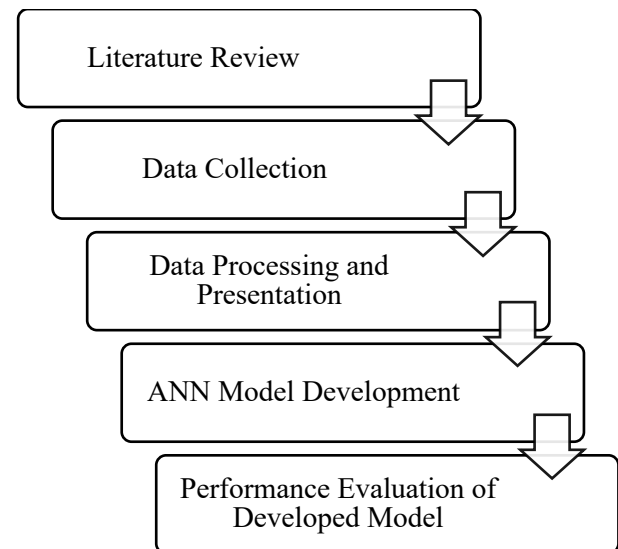 Literature Review
Data Collection
Data Processing and
Presentation
ANN Model Development
Performance Evaluation of
Developed Model